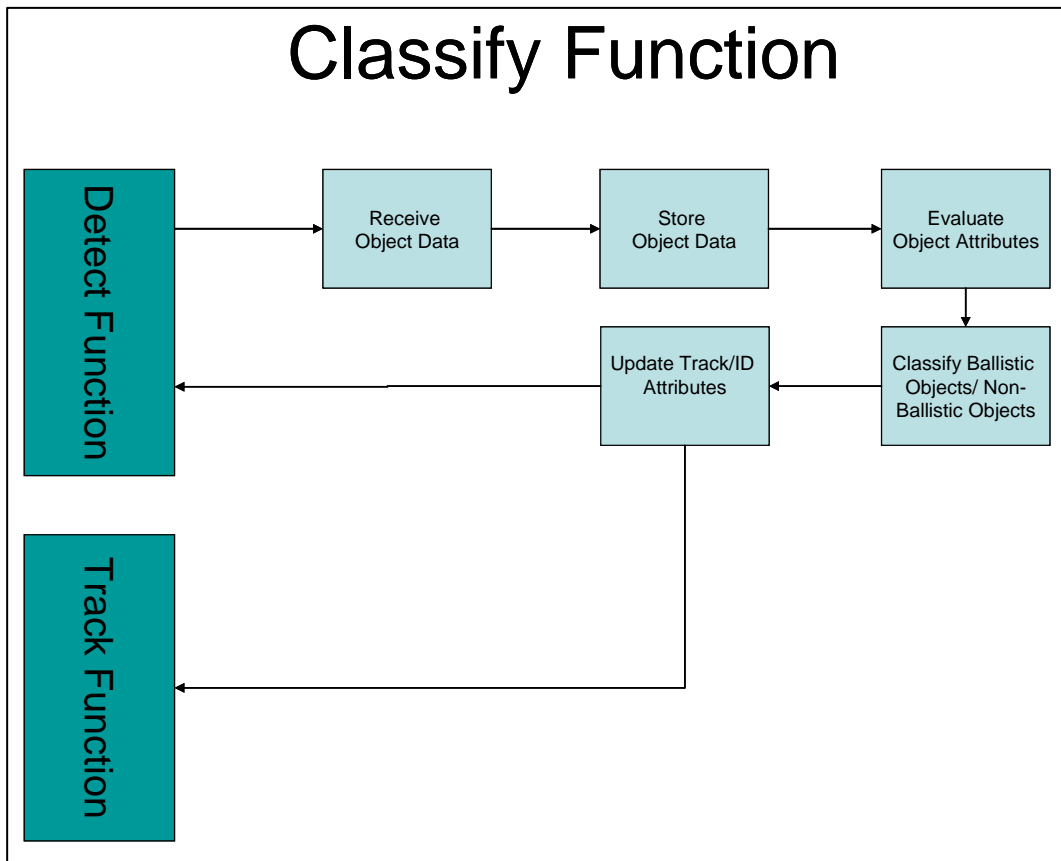 Classify Function
Detect Function
Receive
Object Data
Store
Object Data
Evaluate
Object Attributes
Update Track/ID
Attributes
Classify Ballistic
Objects/ Non-
Ballistic Objects
Track Function